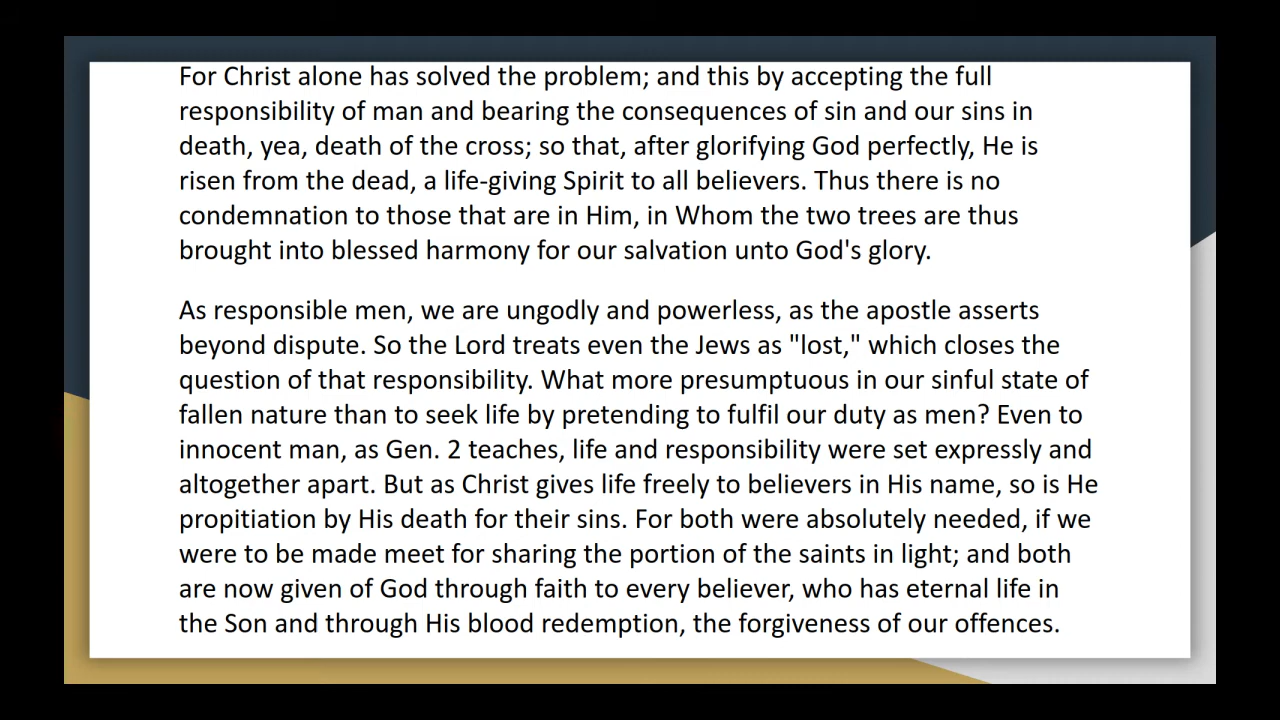 For Christ alone has solved the problem; and this by accepting the full
responsibility of man and bearing the consequences of sin and our sins in
death, yea, death of the cross; so that, after glorifying God perfectly, He is
risen from the dead, a life-giving Spirit to all believers. Thus there is no
condemnation to those that are in Him, in Whom the two trees are thus
brought into blessed harmony for our salvation unto God's glory.
As responsible men, we are ungodly and powerless, as the apostle asserts
beyond dispute. So the Lord treats even the Jews as "lost," which closes the
question of that responsibility. What more presumptuous in our sinful state of
fallen nature than to seek life by pretending to fulfil our duty as men? Even to
innocent man, as Gen. 2 teaches, life and responsibility were set expressly and
altogether apart. But as Christ gives life freely to believers in His name, so is He
propitiation by His death for their sins. For both were absolutely needed, if we
were to be made meet for sharing the portion of the saints in light; and both
are now given of God through faith to every believer, who has eternal life in
the Son and through His blood redemption, the forgiveness of our offences.